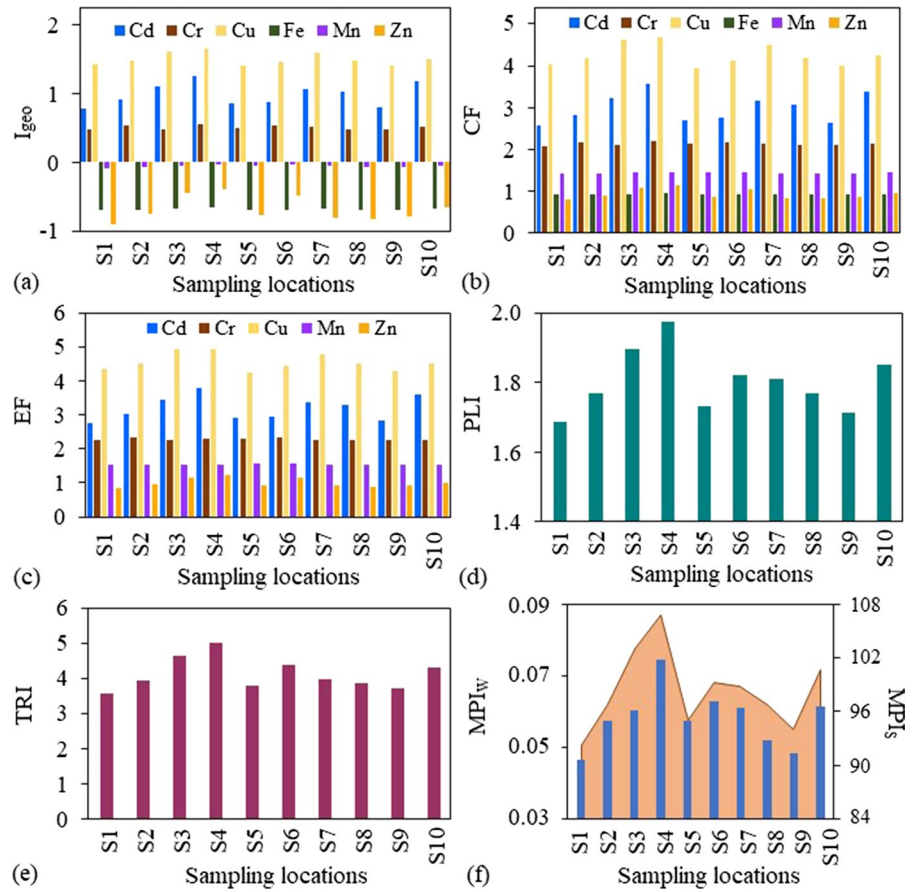 2
1
0
-1
I_geo
Cd Cr Cu Fe Mn Zn
S1 S2 S3 S4 S5 S6 S7 S8 S9 S10
(a) Sampling locations
5
4
3
2
1
0
CF
Cd Cr Cu Fe Mn Zn
S1 S2 S3 S4 S5 S6 S7 S8 S9 S10
(b) Sampling locations
6
5
4
3
2
1
0
EF
Cd Cr Cu Mn Zn
S1 S2 S3 S4 S5 S6 S7 S8 S9 S10
(c) Sampling locations
2.0
1.8
1.6
1.4
PLI
S1 S2 S3 S4 S5 S6 S7 S8 S9 S10
(d) Sampling locations
6
5
4
3
2
1
0
TRI
S1 S2 S3 S4 S5 S6 S7 S8 S9 S10
(e) Sampling locations
0.09
0.07
0.05
0.03
MPI_W
108
102
96
90
84
MPI_S
S1 S2 S3 S4 S5 S6 S7 S8 S9 S10
(f) Sampling locations